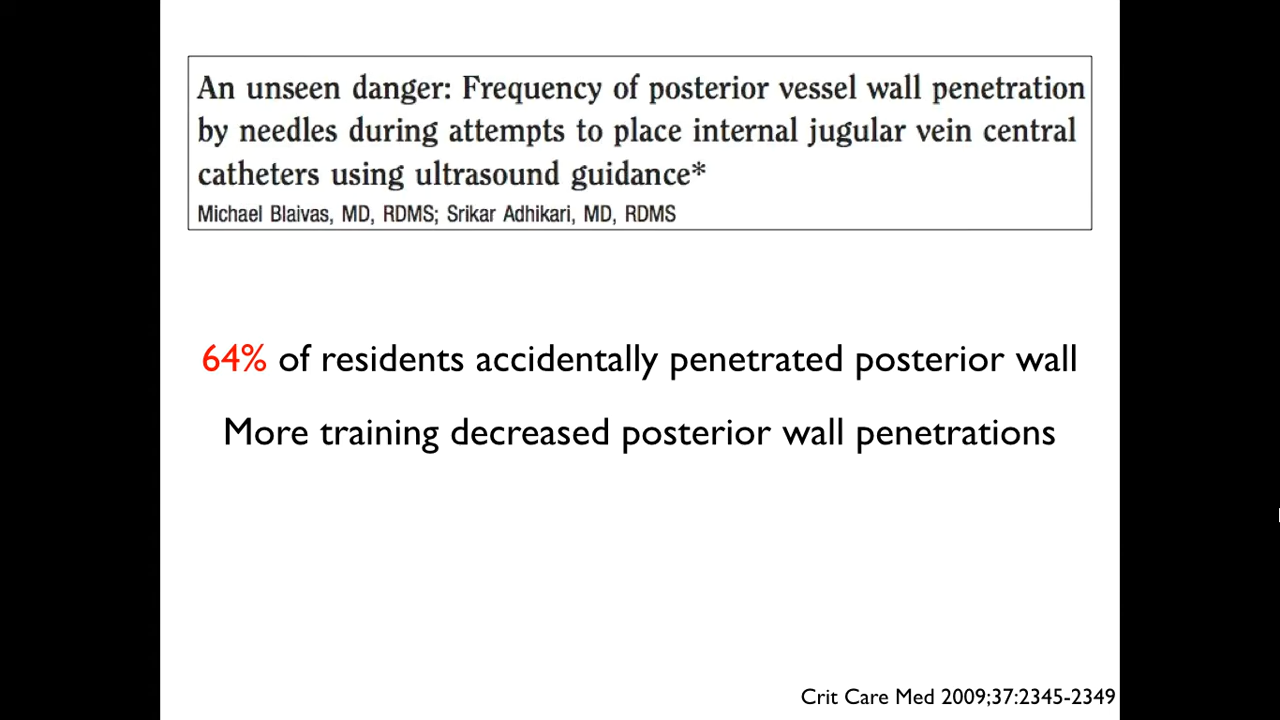 An unseen danger: Frequency of posterior vessel wall penetration
by needles during attempts to place internal jugular vein central
catheters using ultrasound guidance*
Michael Blaivas, MD, RDMS; Srikar Adhikari, MD, RDMS
64% of residents accidentally penetrated posterior wall
More training decreased posterior wall penetrations
Crit Care Med 2009;37:2345-2349